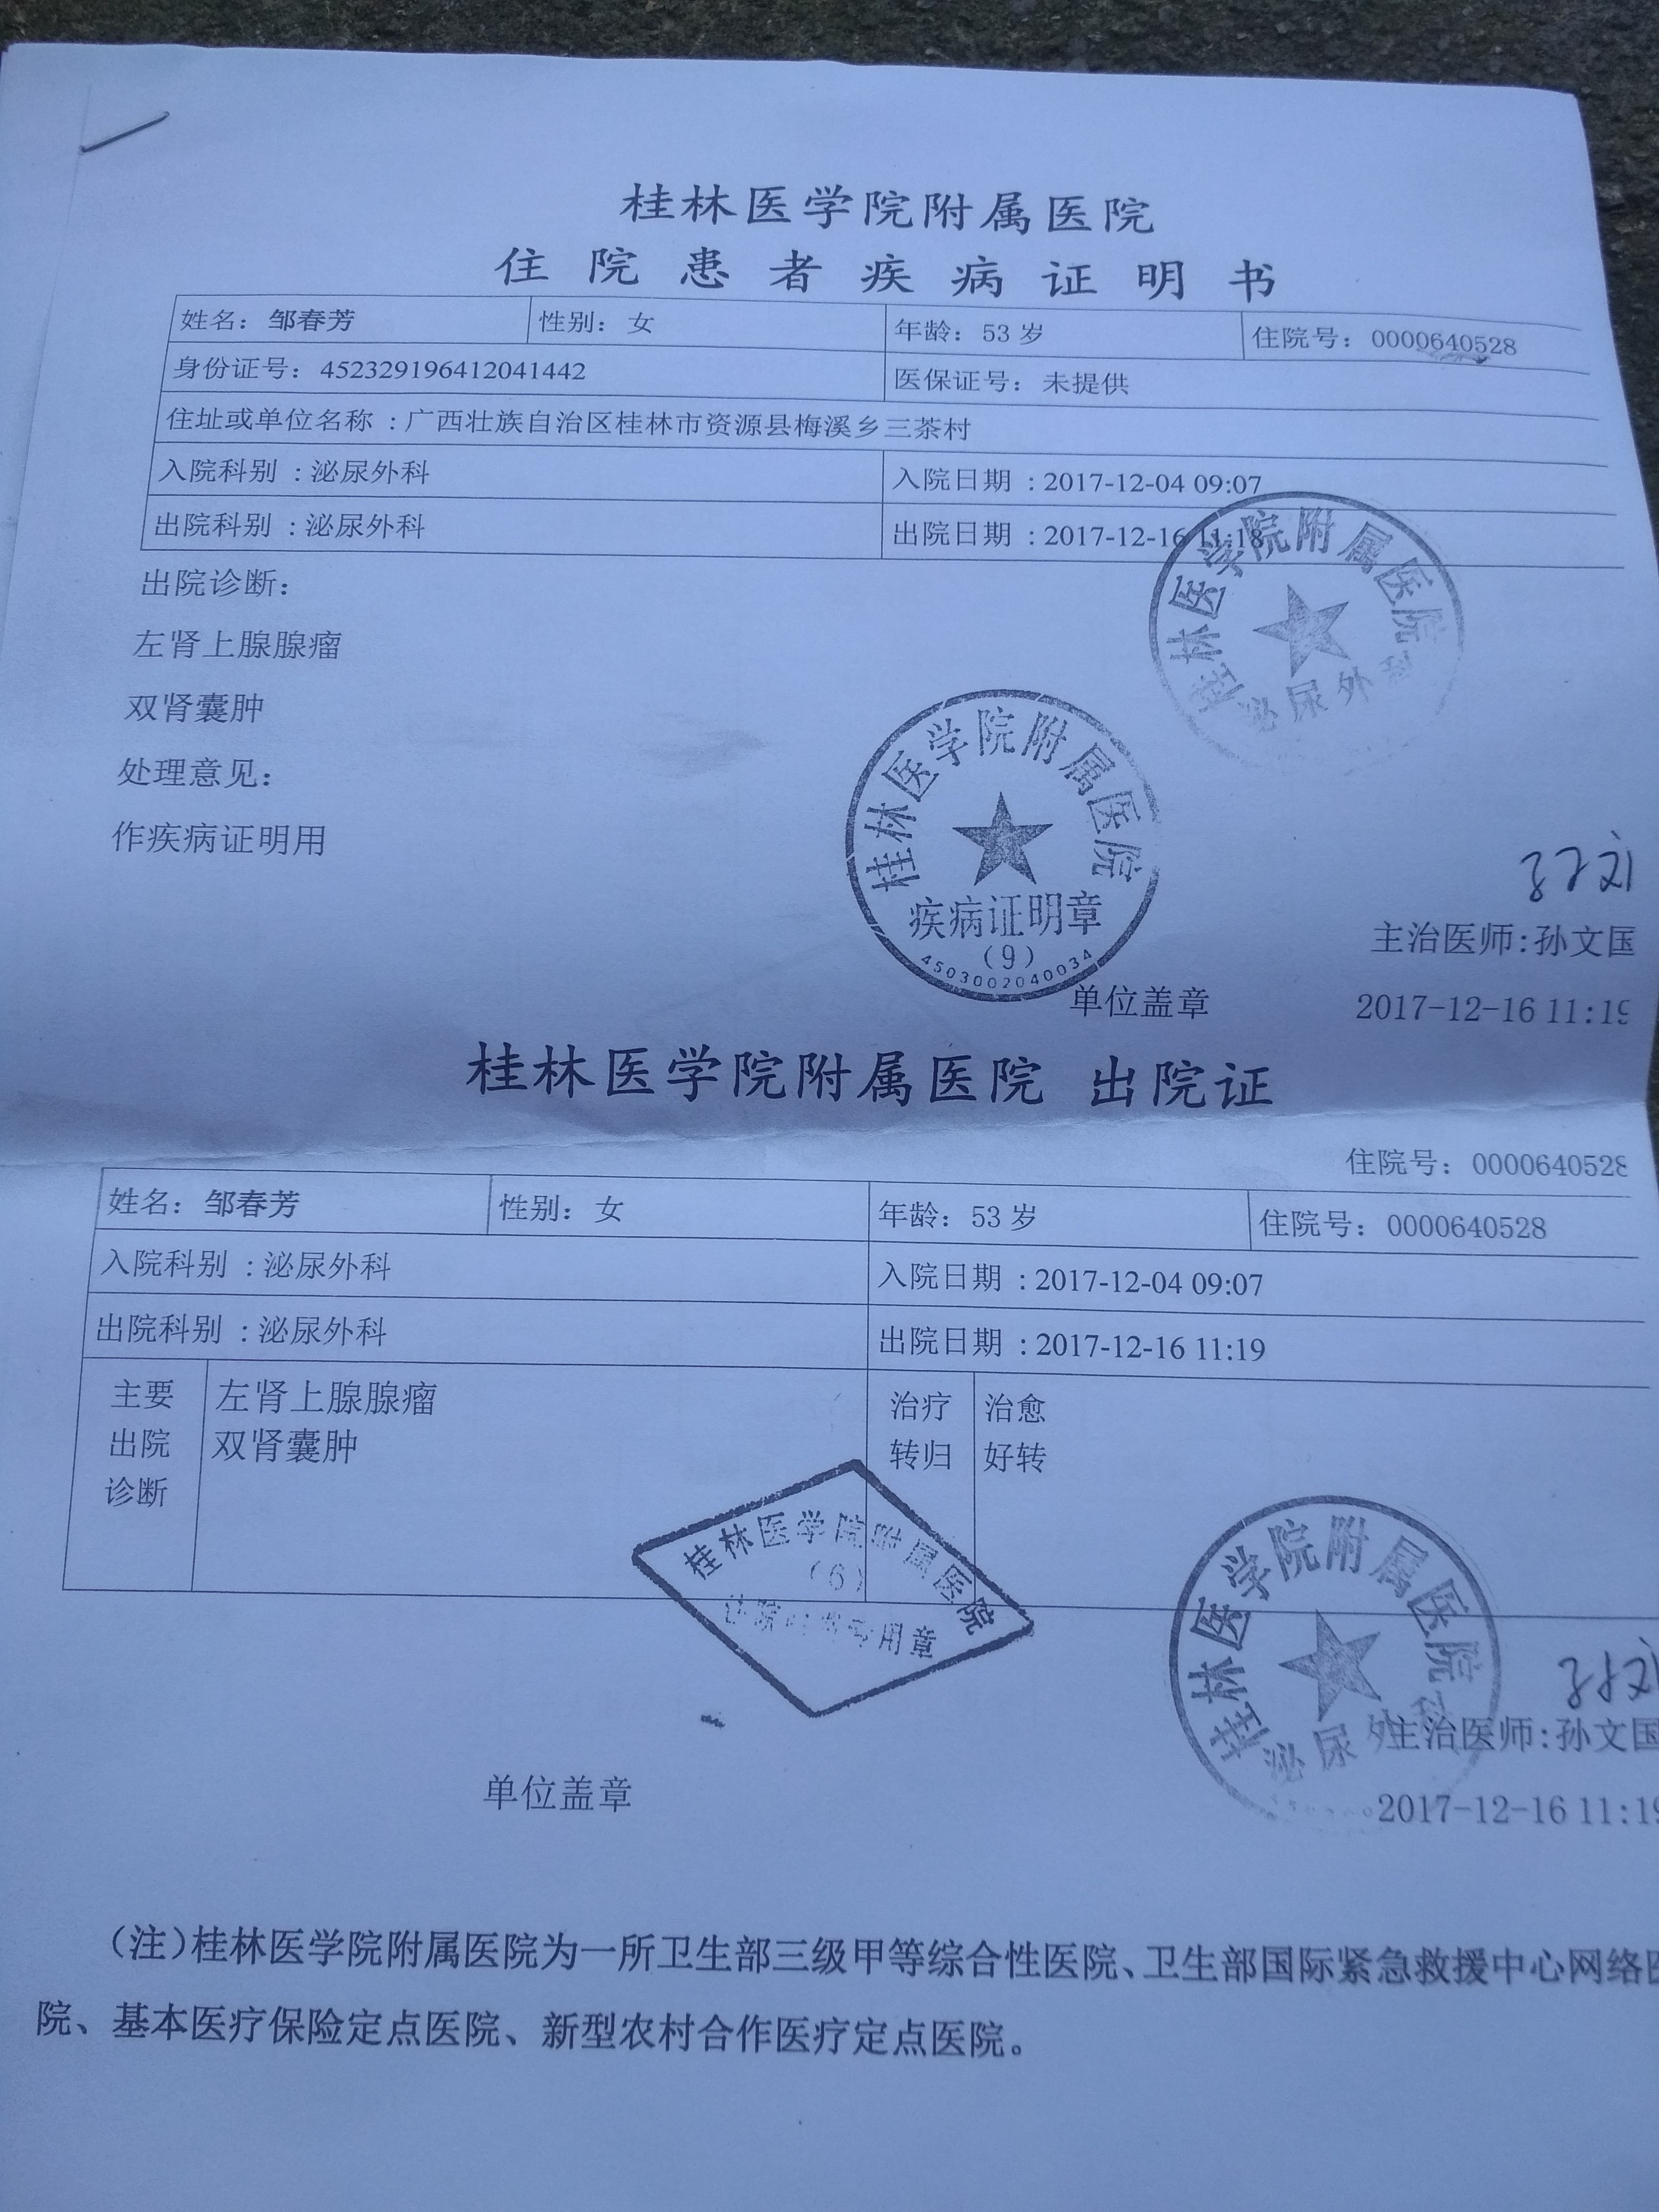 桂林医学院附属医院
住院患者疾病证明书
姓名：邹春芳 性别：女 年龄：53 岁 住院号：0000640528
身份证号：452329196412041442 医保证号：未提供
住址或单位名称：广西壮族自治区桂林市资源县梅溪乡三茶村
入院科别：泌尿外科 入院日期：2017-12-04 09:07
出院科别：泌尿外科 出院日期：2017-12-16 11:18
出院诊断：
左肾上腺腺瘤
双肾囊肿
处理意见：
作疾病证明用
桂林医学院附属医院
泌尿外科
桂林医学院附属医院
疾病证明章
（9）
4503002040034
主治医师：孙文国
单位盖章 2017-12-16 11:19
桂林医学院附属医院 出院证
住院号：0000640528
姓名：邹春芳 性别：女 年龄：53 岁 住院号：0000640528
入院科别：泌尿外科 入院日期：2017-12-04 09:07
出院科别：泌尿外科 出院日期：2017-12-16 11:19
主要出院诊断 左肾上腺腺瘤 治疗转归 治愈
双肾囊肿 好转
桂林医学院附属医院
（6）
专用章
桂林医学院附属医院
泌尿外科
主治医师：孙文国
单位盖章
2017-12-16 11:19
（注）桂林医学院附属医院为一所卫生部三级甲等综合性医院、卫生部国际紧急救援中心网络医
院、基本医疗保险定点医院、新型农村合作医疗定点医院。